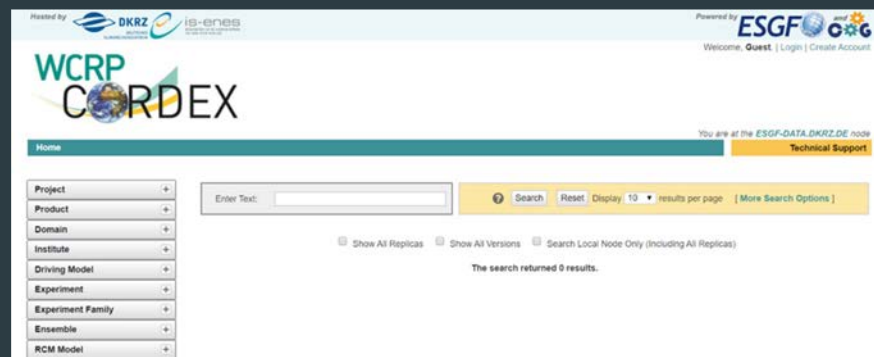 Hosted by DKRZ is-enes
Powered by ESGF and COG
Welcome, Guest. | Login | Create Account
WCRP
CORDEX
You are at the ESGF-DATA.DKRZ.DE node
Home
Technical Support
Project +
Product +
Domain +
Institute +
Driving Model +
Experiment +
Experiment Family +
Ensemble +
RCM Model +
Enter Text:
? Search Reset Display 10 results per page [ More Search Options ]
Show All Replicas Show All Versions Search Local Node Only (Including All Replicas)
The search returned 0 results.